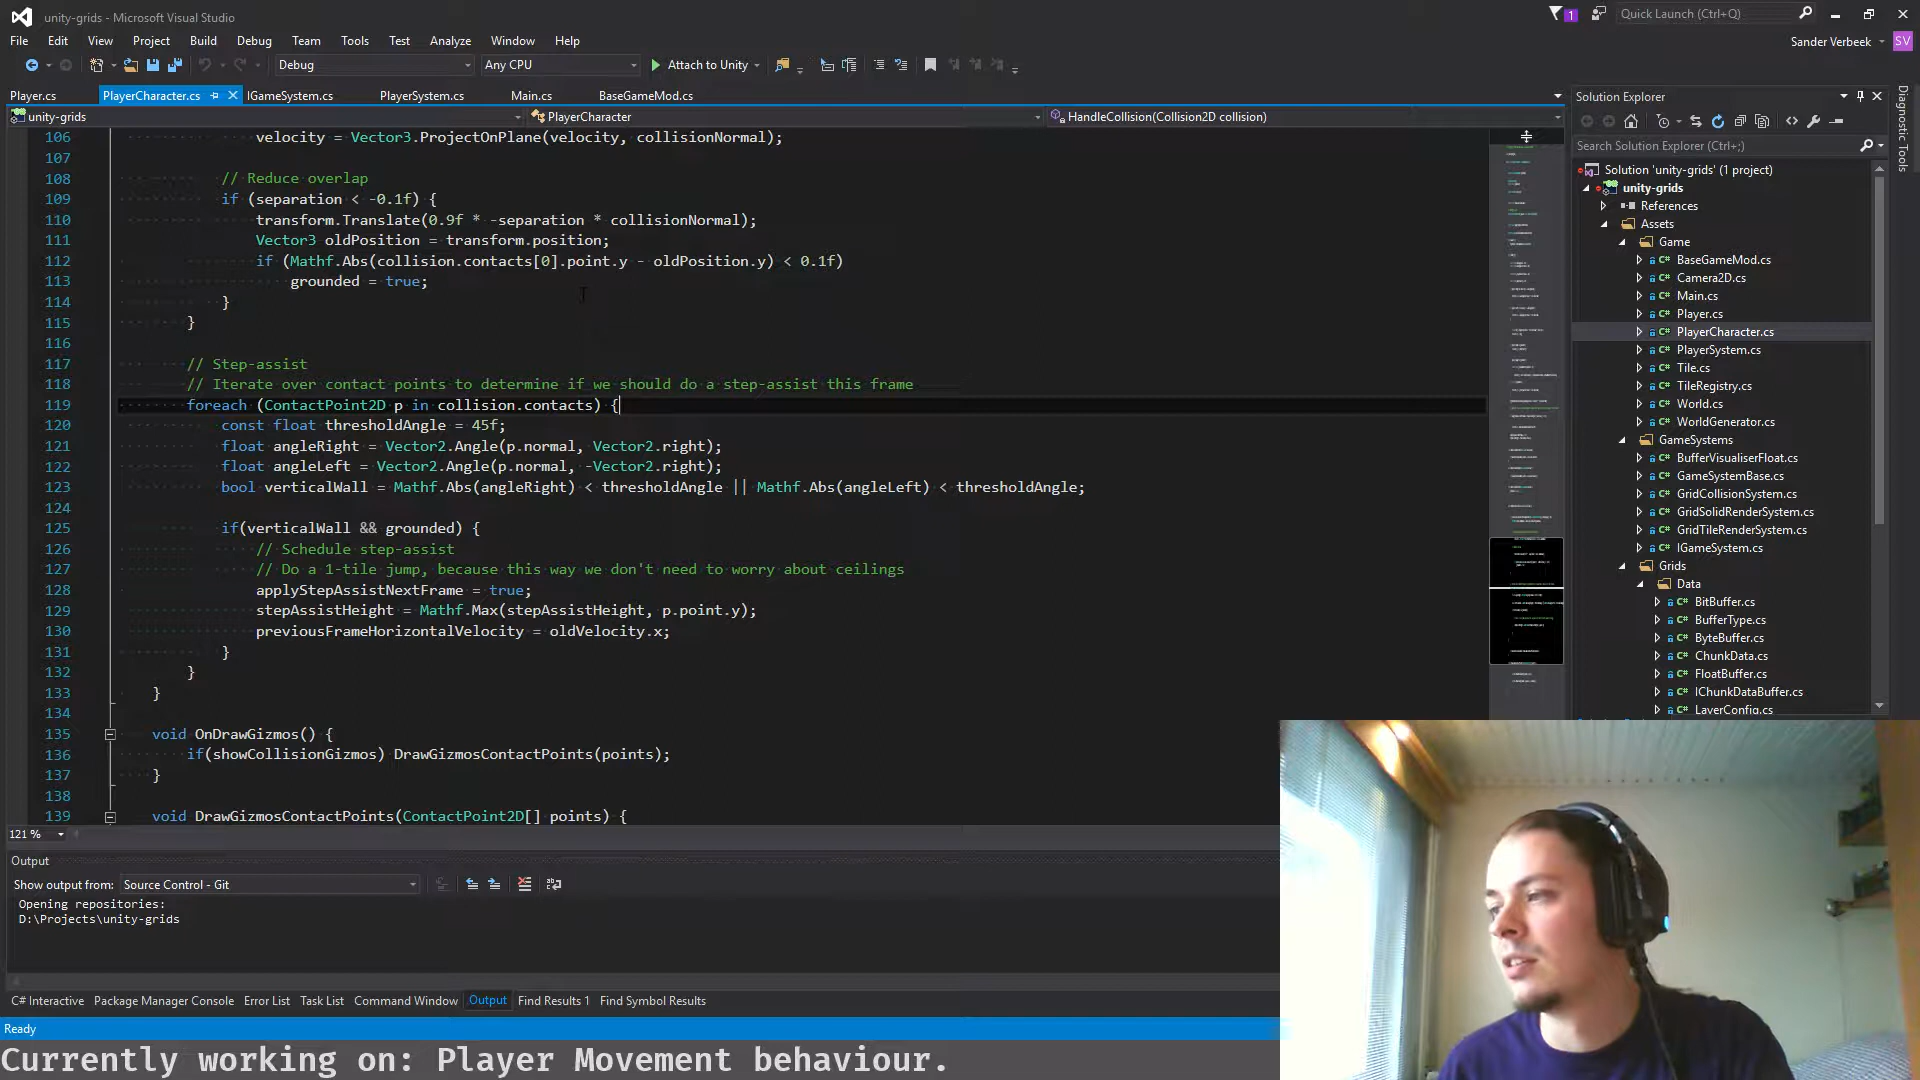 unity-grids - Microsoft Visual Studio
1
Quick Launch (Ctrl+Q)
File Edit View Project Build Debug Team Tools Test Analyze Window Help
Sander Verbeek SV
Debug Any CPU Attach to Unity
Player.cs PlayerCharacter.cs IGameSystem.cs PlayerSystem.cs Main.cs BaseGameMod.cs
unity-grids PlayerCharacter HandleCollision(Collision2D collision)
106 velocity = Vector3.ProjectOnPlane(velocity, collisionNormal);
107
108 // Reduce overlap
109 if (separation < -0.1f) {
110 transform.Translate(0.9f * -separation * collisionNormal);
111 Vector3 oldPosition = transform.position;
112 if (Mathf.Abs(collision.contacts[0].point.y - oldPosition.y) < 0.1f)
113 grounded = true;
114 }
115 }
116
117 // Step-assist
118 // Iterate over contact points to determine if we should do a step-assist this frame
119 foreach (ContactPoint2D p in collision.contacts) {
120 const float thresholdAngle = 45f;
121 float angleRight = Vector2.Angle(p.normal, Vector2.right);
122 float angleLeft = Vector2.Angle(p.normal, -Vector2.right);
123 bool verticalWall = Mathf.Abs(angleRight) < thresholdAngle || Mathf.Abs(angleLeft) < thresholdAngle;
124
125 if(verticalWall && grounded) {
126 // Schedule step-assist
127 // Do a 1-tile jump, because this way we don't need to worry about ceilings
128 applyStepAssistNextFrame = true;
129 stepAssistHeight = Mathf.Max(stepAssistHeight, p.point.y);
130 previousFrameHorizontalVelocity = oldVelocity.x;
131 }
132 }
133 }
134
135 void OnDrawGizmos() {
136 if(showCollisionGizmos) DrawGizmosContactPoints(points);
137 }
138
139 void DrawGizmosContactPoints(ContactPoint2D[] points) {
121 %
Solution Explorer
Search Solution Explorer (Ctrl+;)
Solution 'unity-grids' (1 project)
unity-grids
References
Assets
Game
C# BaseGameMod.cs
C# Camera2D.cs
C# Main.cs
C# Player.cs
C# PlayerCharacter.cs
C# PlayerSystem.cs
C# Tile.cs
C# TileRegistry.cs
C# World.cs
C# WorldGenerator.cs
GameSystems
C# BufferVisualiserFloat.cs
C# GameSystemBase.cs
C# GridCollisionSystem.cs
C# GridSolidRenderSystem.cs
C# GridTileRenderSystem.cs
C# IGameSystem.cs
Grids
Data
C# BitBuffer.cs
C# BufferType.cs
C# ByteBuffer.cs
C# ChunkData.cs
C# FloatBuffer.cs
C# IChunkDataBuffer.cs
C# LayerConfig.cs
Diagnostic Tools
Output
Show output from: Source Control - Git
Opening repositories:
D:\Projects\unity-grids
C# Interactive Package Manager Console Error List Task List Command Window Output Find Results 1 Find Symbol Results
Ready
Currently working on: Player Movement behaviour.